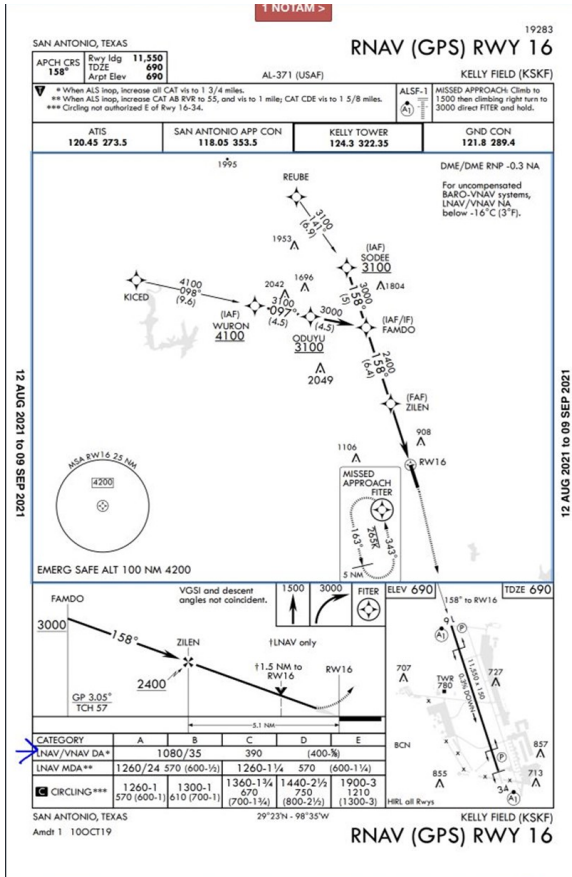 1 NOTAM >
19283
SAN ANTONIO, TEXAS
RNAV (GPS) RWY 16
APCH CRS
158°
Rwy ldg 11,550
TDZE 690
Arpt Elev 690
AL-371 (USAF)
KELLY FIELD (KSKF)
T
* When ALS inop, increase all CAT vis to 1 3/4 miles.
** When ALS inop, increase CAT AB RVR to 55, and vis to 1 mile; CAT CDE vis to 1 5/8 miles.
*** Circling not authorized E of Rwy 16-34.
ALSF-1
A1
MISSED APPROACH: Climb to
1500 then climbing right turn to
3000 direct FITER and hold.
ATIS
120.45 273.5
SAN ANTONIO APP CON
118.05 353.5
KELLY TOWER
124.3 322.35
GND CON
121.8 289.4
1995
DME/DME RNP -0.3 NA
For uncompensated
BARO-VNAV systems,
LNAV/VNAV NA
below -16°C (3°F).
REUBE
3100
141°
(6.9)
1953
(IAF)
SODEE
3100
1804
3000
158°
(5)
KICED
4100
098°
(9.6)
2042
1696
(IAF)
WURON
4100
3100
097°
(4.5)
ODUYU
3100
3000
(4.5)
(IAF/IF)
FAMDO
2049
2400
158°
(6.4)
(FAF)
ZILEN
908
RW16
1106
MISSED
APPROACH
FITER
265K
163°
343°
5 NM
MSA RW16 25 NM
4200
EMERG SAFE ALT 100 NM 4200
12 AUG 2021 to 09 SEP 2021
12 AUG 2021 to 09 SEP 2021
FAMDO
3000
158°
VGSI and descent
angles not coincident.
1500
3000
FITER
ZILEN
2400
†LNAV only
†1.5 NM to
RW16
RW16
GP 3.05°
TCH 57
5.1 NM
ELEV 690
TDZE 690
158° to RW16
A1
P
707
TWR
780
727
11,550 x 150
0.3% DOWN
BCN
857
P
855
713
34
A1
HIRL all Rwys
CATEGORY A B C D E
LNAV/VNAV DA* 1080/35 390 (400-⅝)
LNAV MDA** 1260/24 570 (600-½) 1260-1¼ 570 (600-1¼)
C CIRCLING*** 1260-1 570 (600-1) 1300-1 610 (700-1) 1360-1¾ 670 (700-1¾) 1440-2½ 750 (800-2½) 1900-3 1210 (1300-3)
SAN ANTONIO, TEXAS
Amdt 1 10OCT19
29°23'N - 98°35'W
KELLY FIELD (KSKF)
RNAV (GPS) RWY 16